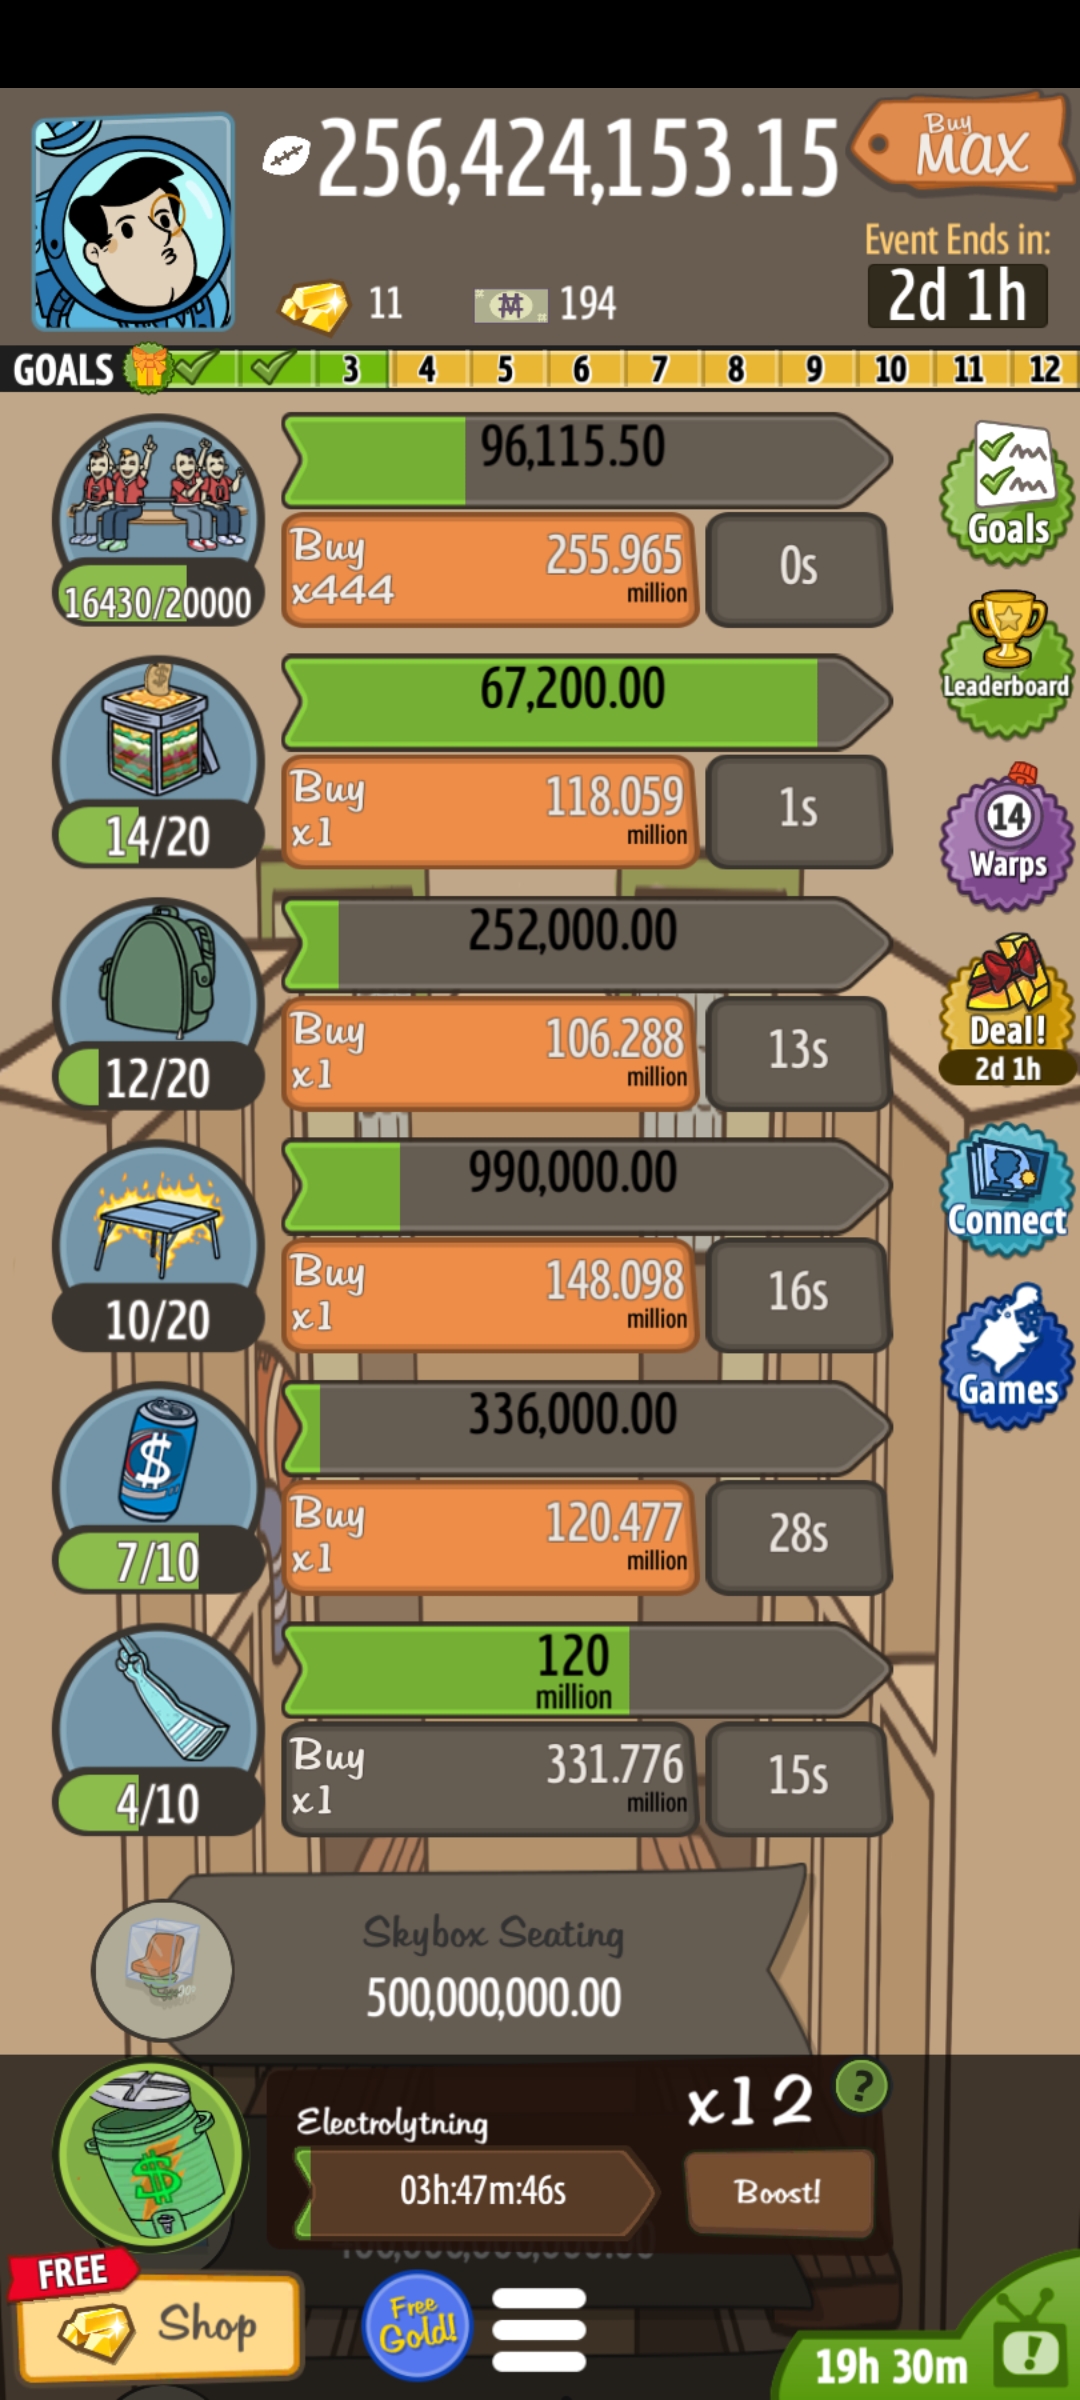 256,424,153.15
Buy
MAX
Event Ends in:
2d 1h
11
194
GOALS 3 4 5 6 7 8 9 10 11 12
96,115.50
16430/20000
Buy
x444
255.965
million
0s
67,200.00
14/20
Buy
x1
118.059
million
1s
252,000.00
12/20
Buy
x1
106.288
million
13s
990,000.00
10/20
Buy
x1
148.098
million
16s
336,000.00
7/10
Buy
x1
120.477
million
28s
120
million
4/10
Buy
x1
331.776
million
15s
Goals
Leaderboard
14
Warps
Deal!
2d 1h
Connect
Games
Skybox Seating
500,000,000.00
Electrolytning
x12
?
03h:47m:46s
Boost!
FREE
Shop
Free
Gold!
19h 30m